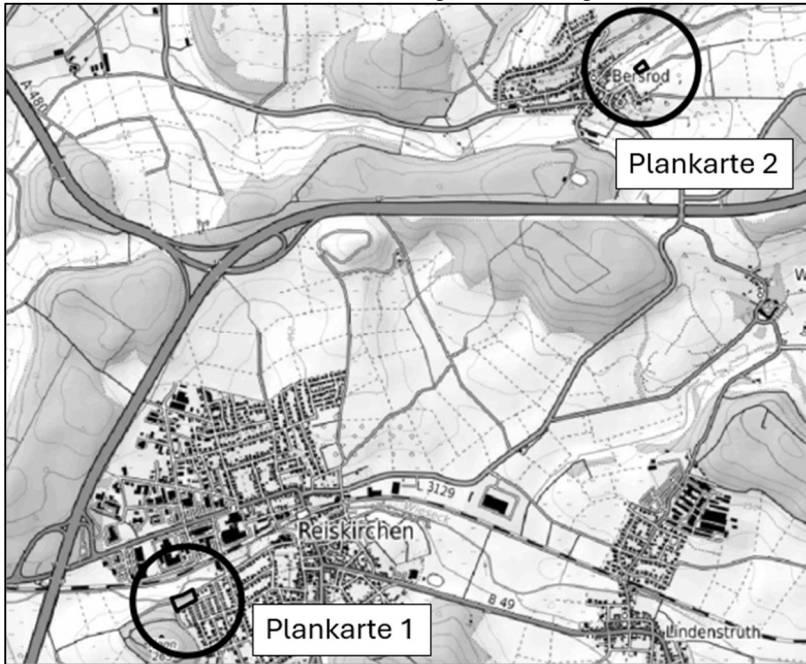 A 480
Bersrod
Plankarte 2
L 3129
Wieseck
Reiskirchen
B 49
Plankarte 1
Lindenstruth